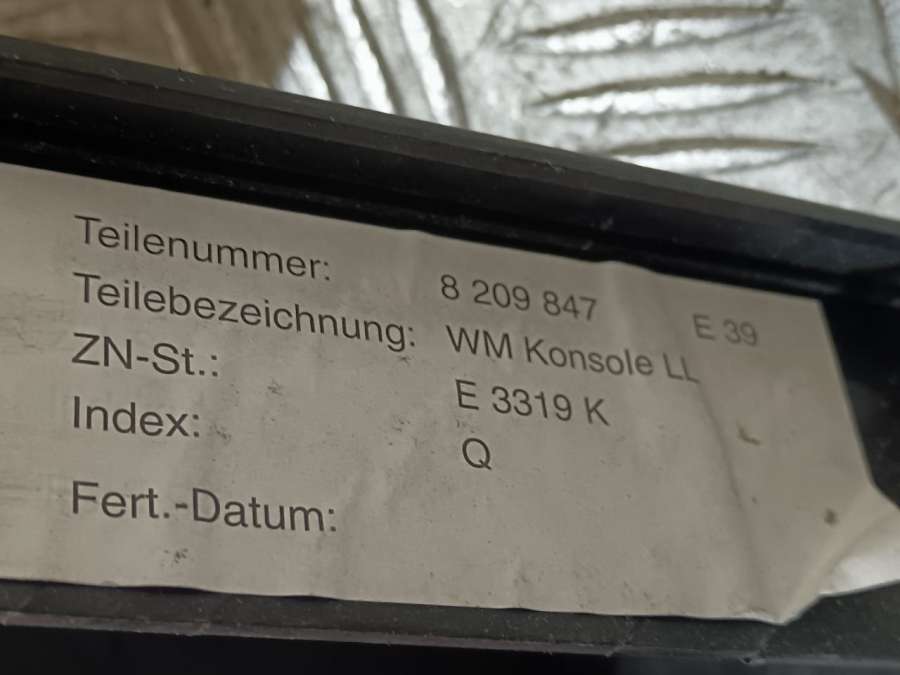 Teilenummer: 8 209 847 E 39
Teilebezeichnung: WM Konsole LL
ZN-St.: E 3319 K
Index: Q
Fert.-Datum: